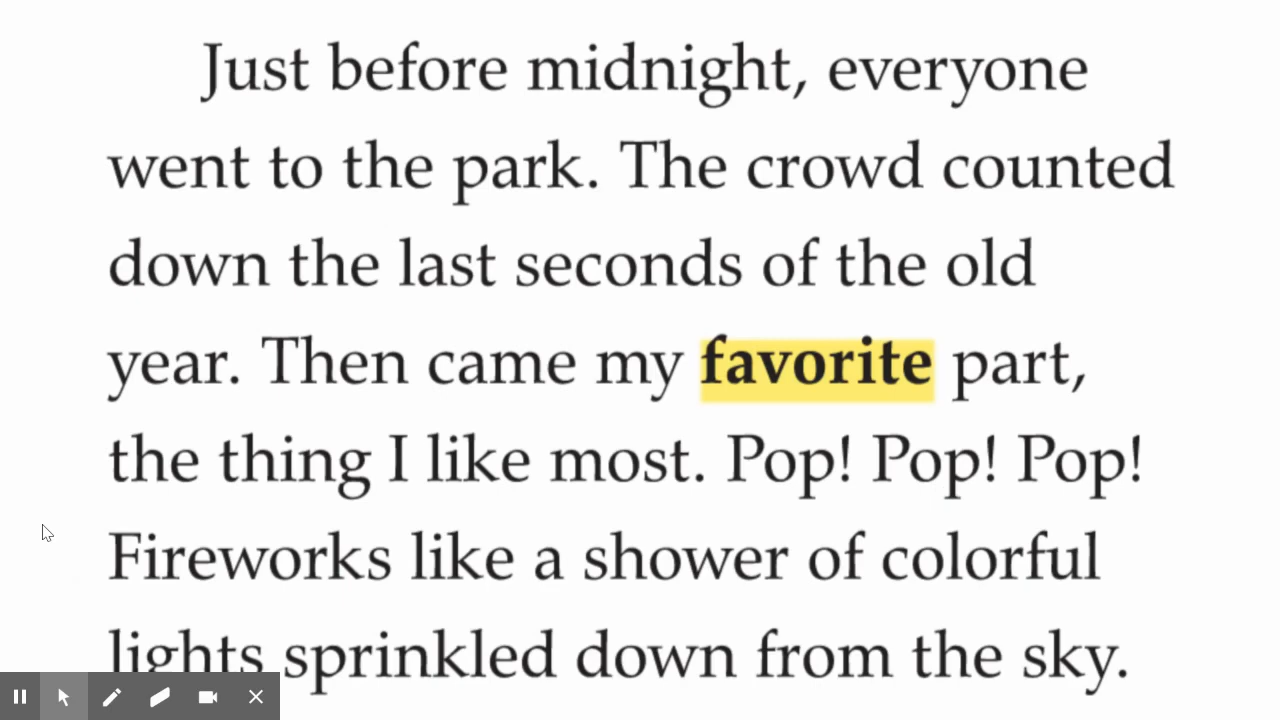 Just before midnight, everyone
went to the park. The crowd counted
down the last seconds of the old
year. Then came my favorite part,
the thing I like most. Pop! Pop! Pop!
Fireworks like a shower of colorful
lights sprinkled down from the sky.